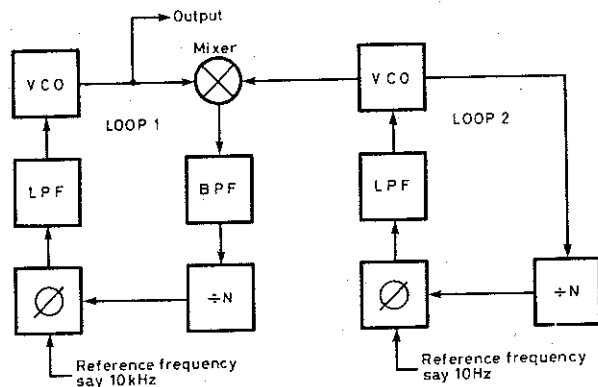 Output
Mixer
VCO
VCO
LOOP 1
LOOP 2
LPF
BPF
LPF
∅
÷N
∅
÷N
Reference frequency
say 10kHz
Reference frequency
say 10Hz